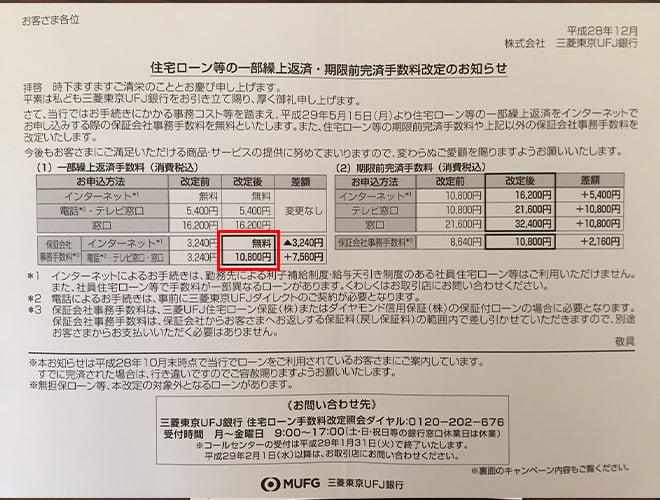 お客さま各位
平成28年12月
株式会社 三菱東京UFJ銀行
住宅ローン等の一部繰上返済・期限前完済手数料改定のお知らせ
拝啓 時下ますますご清栄のこととお慶び申し上げます。
平素は私ども三菱東京UFJ銀行をお引き立て賜り、厚く御礼申し上げます。
さて、当行ではお手続きにかかる事務コスト等を踏まえ、平成29年5月15日(月)より住宅ローン等の一部繰上返済をインターネットで
お申し込みする際の保証会社事務手数料を無料といたします。また、住宅ローン等の期限前完済手数料や上記以外の保証会社事務手数料を
改定いたします。
今後もお客さまにご満足いただける商品・サービスの提供に努めてまいりますので、変わらぬご愛顧を賜りますようお願いいたします。
(1)一部繰上返済手数料(消費税込)
お申込方法 改定前 改定後 差額
インターネット*1 無料 無料 変更なし
電話*2・テレビ窓口 5,400円 5,400円
窓口 16,200円 16,200円
保証会社事務手数料*3 インターネット*1 3,240円 無料 ▲3,240円
電話*2・テレビ窓口・窓口 3,240円 10,800円 +7,560円
(2)期限前完済手数料(消費税込)
お申込方法 改定前 改定後 差額
インターネット*1 10,800円 16,200円 +5,400円
テレビ窓口 10,800円 21,600円 +10,800円
窓口 21,600円 32,400円 +10,800円
保証会社事務手数料*3 8,640円 10,800円 +2,160円
*1 インターネットによるお手続きは、勤務先による利子補給制度・給与天引き制度のある社員住宅ローン等はご利用いただけません。
また、社員住宅ローン等で手数料が一部異なるローンがあります。くわしくはお取引店にお問い合わせください。
*2 電話によるお手続きは、事前に三菱東京UFJダイレクトのご契約が必要となります。
*3 保証会社事務手数料は、三菱UFJ住宅ローン保証(株)またはダイヤモンド信用保証(株)の保証付ローンの場合に必要となります。
保証会社事務手数料は、保証会社からお客さまへお返しする保証料(戻し保証料)の範囲内で差し引かせていただきますので、別途
お客さまからお支払いいただく必要はありません。
敬具
※本お知らせは平成28年10月末時点で当行でローンをご利用されているお客さまにご案内しています。
すでに完済された場合は、行き違いですのでご容赦賜りますようお願いいたします。
※無担保ローン等、本改定の対象外となるローンがあります。
《お問い合わせ先》
三菱東京UFJ銀行 住宅ローン手数料改定照会ダイヤル:0120-202-676
受付時間 月~金曜日 9:00~17:00(土・日・祝日等の銀行窓口休業日は休業)
※コールセンターの受付は平成29年1月31日(火)で終了いたします。
平成29年2月1日(水)以降は、お取引店にお問い合わせください。
※裏面のキャンペーン内容もご覧ください。
MUFG 三菱東京UFJ銀行